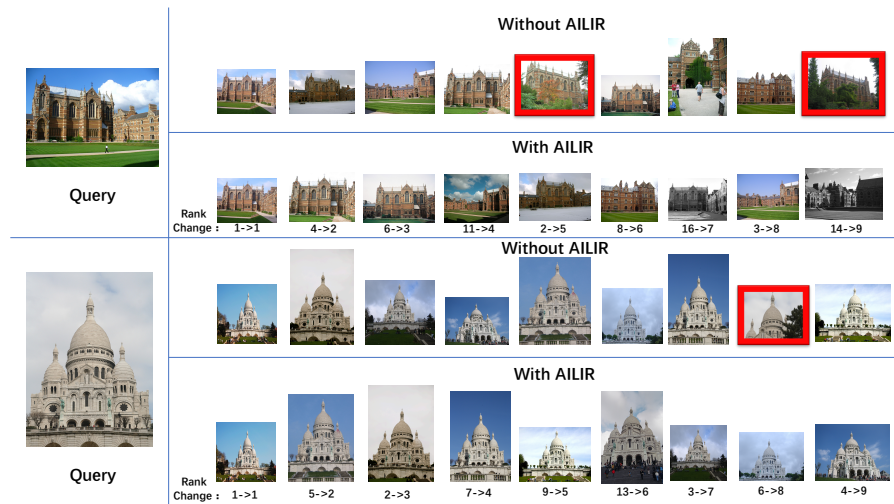 Without AILIR
Query
With AILIR
Rank
Change : 1->1 4->2 6->3 11->4 2->5 8->6 16->7 3->8 14->9
Without AILIR
Query
With AILIR
Rank
Change : 1->1 5->2 2->3 7->4 9->5 13->6 3->7 6->8 4->9